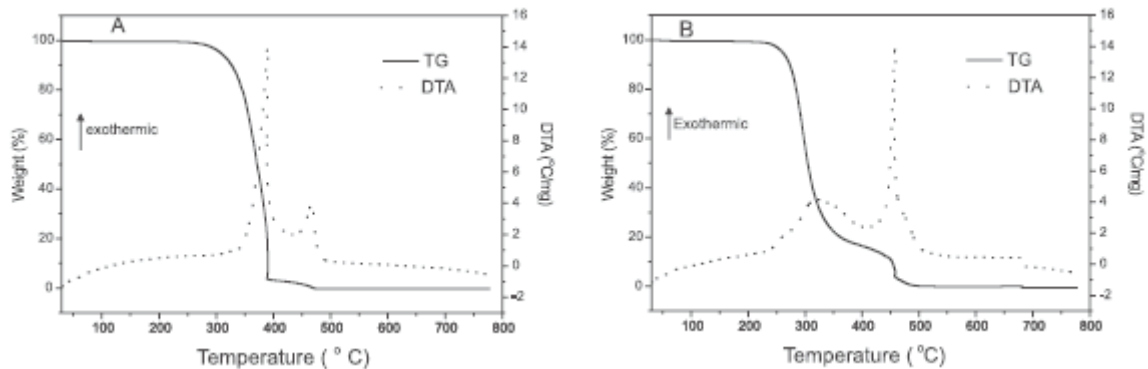 A
TG
DTA
exothermic
Weight (%)
100
80
60
40
20
0
16
14
12
10
8
6
4
2
0
-2
DTA (°C/mg)
100 200 300 400 500 600 700 800
Temperature ( ° C)
B
TG
DTA
Exothermic
Weight (%)
100
80
60
40
20
0
16
14
12
10
8
6
4
2
0
-2
DTA (°C/mg)
100 200 300 400 500 600 700 800
Temperature ( °C)